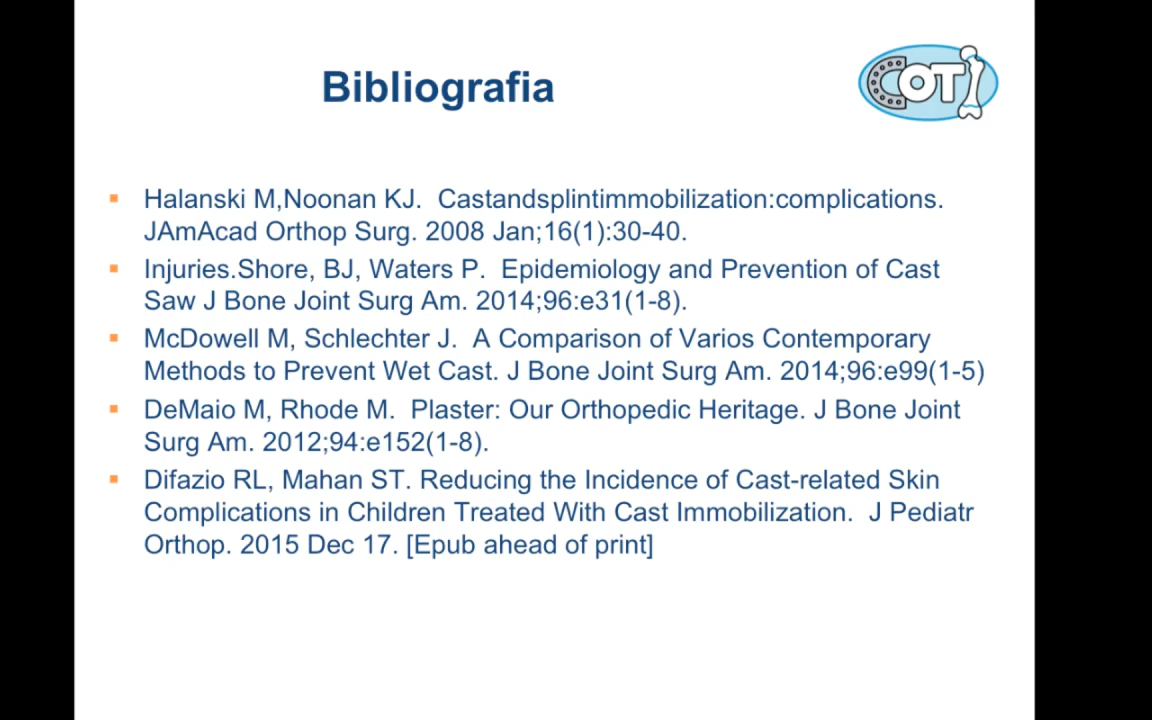 Bibliografia
COTI
Halanski M,Noonan KJ.  Castandsplintimmobilization:complications.
JAmAcad Orthop Surg. 2008 Jan;16(1):30-40.
Injuries.Shore, BJ, Waters P.  Epidemiology and Prevention of Cast
Saw J Bone Joint Surg Am. 2014;96:e31(1-8).
McDowell M, Schlechter J.  A Comparison of Varios Contemporary
Methods to Prevent Wet Cast. J Bone Joint Surg Am. 2014;96:e99(1-5)
DeMaio M, Rhode M.  Plaster: Our Orthopedic Heritage. J Bone Joint
Surg Am. 2012;94:e152(1-8).
Difazio RL, Mahan ST. Reducing the Incidence of Cast-related Skin
Complications in Children Treated With Cast Immobilization.  J Pediatr
Orthop. 2015 Dec 17. [Epub ahead of print]